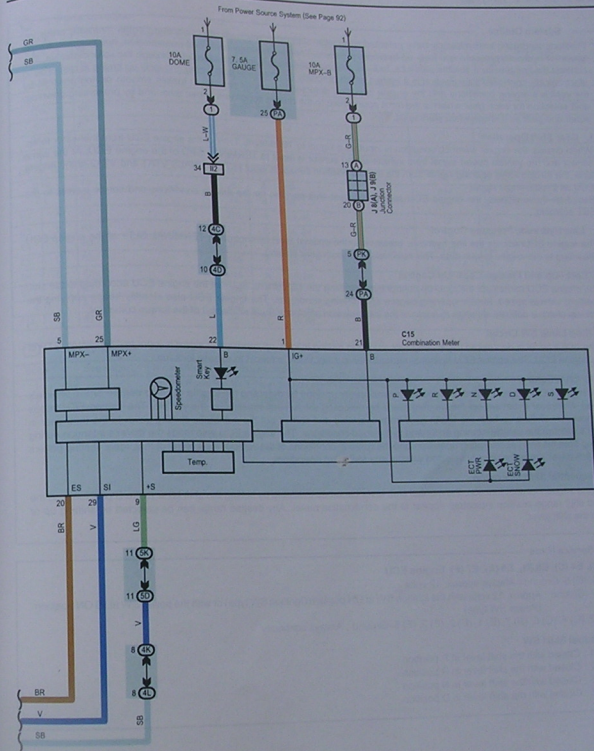 From Power Source System (See Page 92)
GR
SB
1
10A
DOME
2
1
L–W
34 II2
B
12 4C
10 4D
L
7. 5A
GAUGE
25 PA
R
1
10A
MPX–B
2
1
G–R
13 A
J 8(A), J 9(B)
Junction
Connector
20 B
G–R
5 PK
24 PA
B
SB
GR
5
25
22
1
21
C15
Combination Meter
MPX–
MPX+
B
IG+
B
Speedometer
Smart
Key
P
R
N
D
S
Temp.
ECT
PWR
ECT
SNOW
ES
SI
+S
20
29
9
BR
V
LG
11 5K
11 5D
V
8 4K
8 4L
SB
BR
V
SB